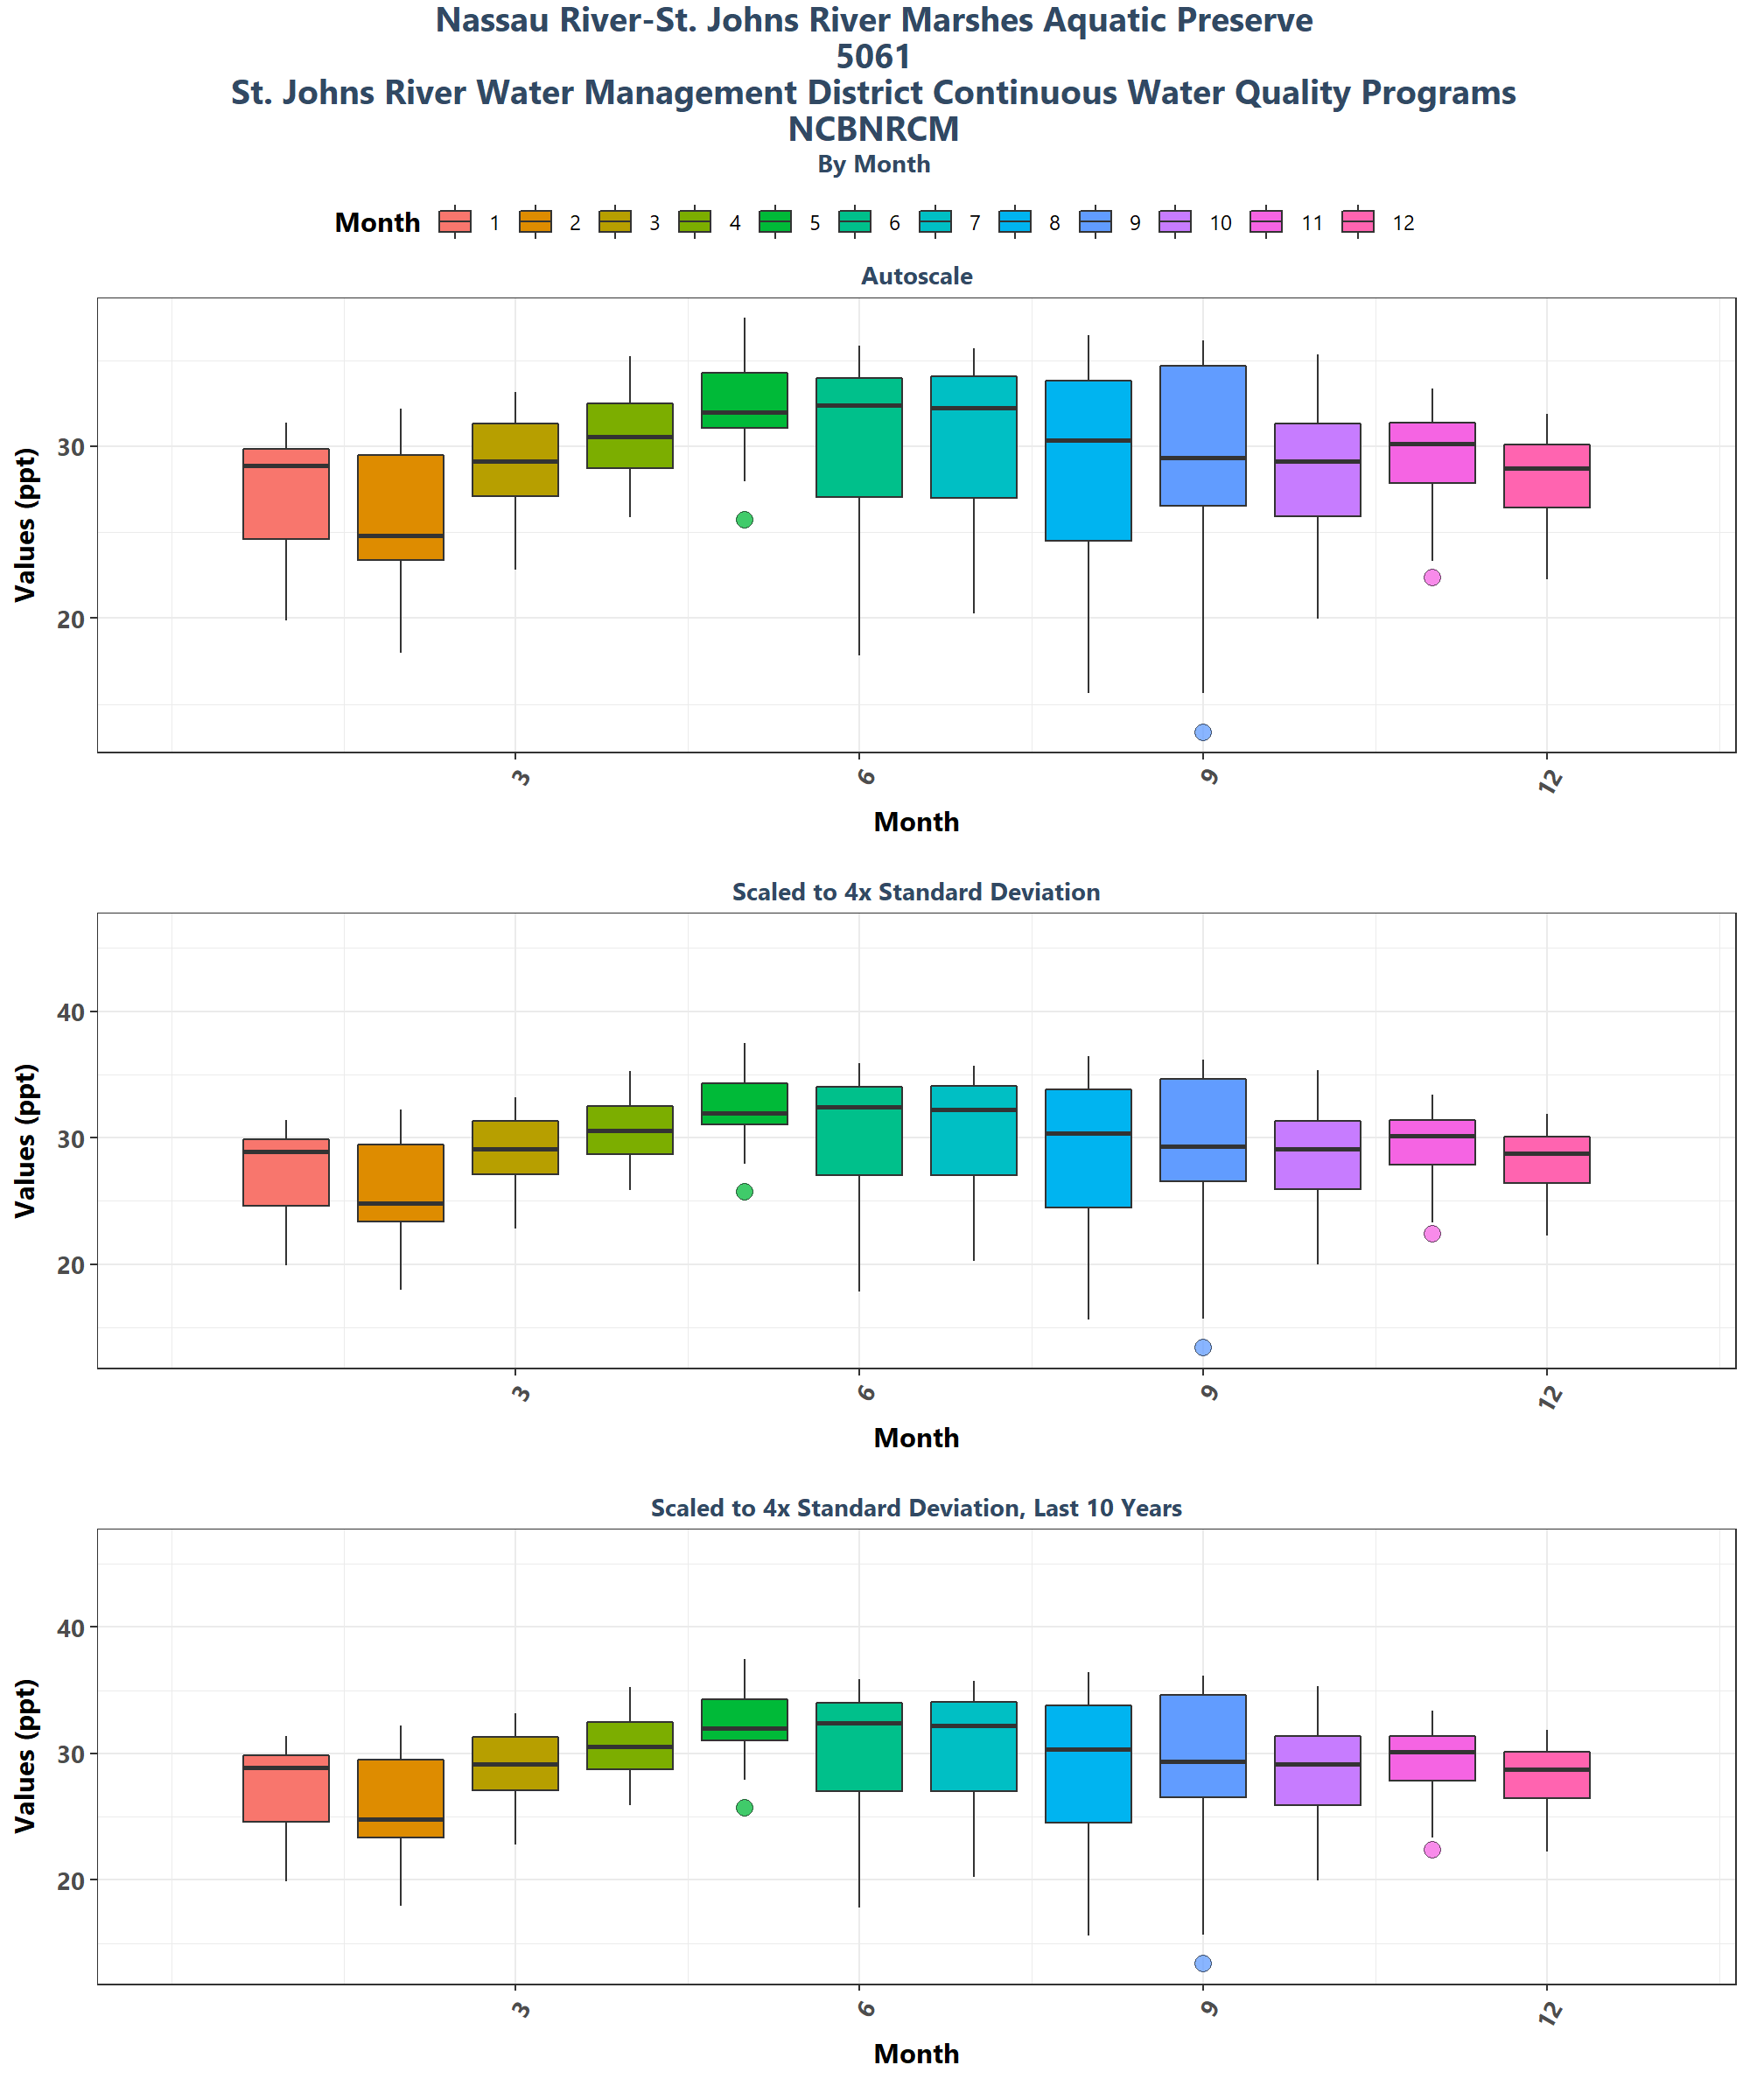 Nassau River-St. Johns River Marshes Aquatic Preserve
5061
St. Johns River Water Management District Continuous Water Quality Programs
NCBNRCM
By Month
Month 1 2 3 4 5 6 7 8 9 10 11 12
Autoscale
Values (ppt)
30
20
3 6 9 12
Month
Scaled to 4x Standard Deviation
Values (ppt)
40
30
20
3 6 9 12
Month
Scaled to 4x Standard Deviation, Last 10 Years
Values (ppt)
40
30
20
3 6 9 12
Month